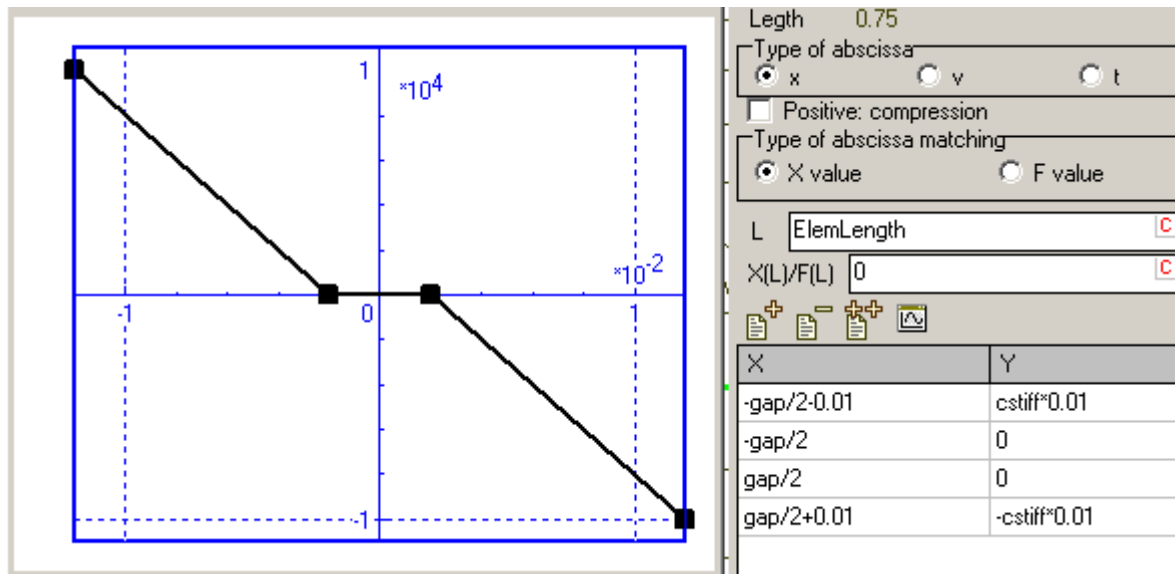 1
*10^4
*10^-2
-1
0
1
-1
Legth 0.75
Type of abscissa
x v t
Positive: compression
Type of abscissa matching
X value F value
L ElemLength C
X(L)/F(L) 0 C
X Y
-gap/2-0.01 cstiff*0.01
-gap/2 0
gap/2 0
gap/2+0.01 -cstiff*0.01